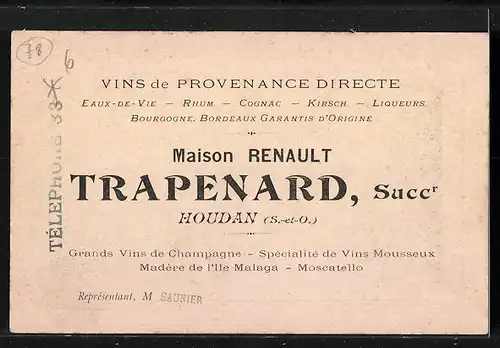 78
6
TÉLÉPHONE 33
VINS de PROVENANCE DIRECTE
EAUX-DE-VIE – RHUM – COGNAC – KIRSCH – LIQUEURS
BOURGOGNE, BORDEAUX GARANTIS D'ORIGINE
Maison RENAULT
TRAPENARD, Succr
HOUDAN (S.-et-O.)
Grands Vins de Champagne – Spécialité de Vins Mousseux
Madère de l'Ile Malaga – Moscatello
Représentant, M SAUNIER